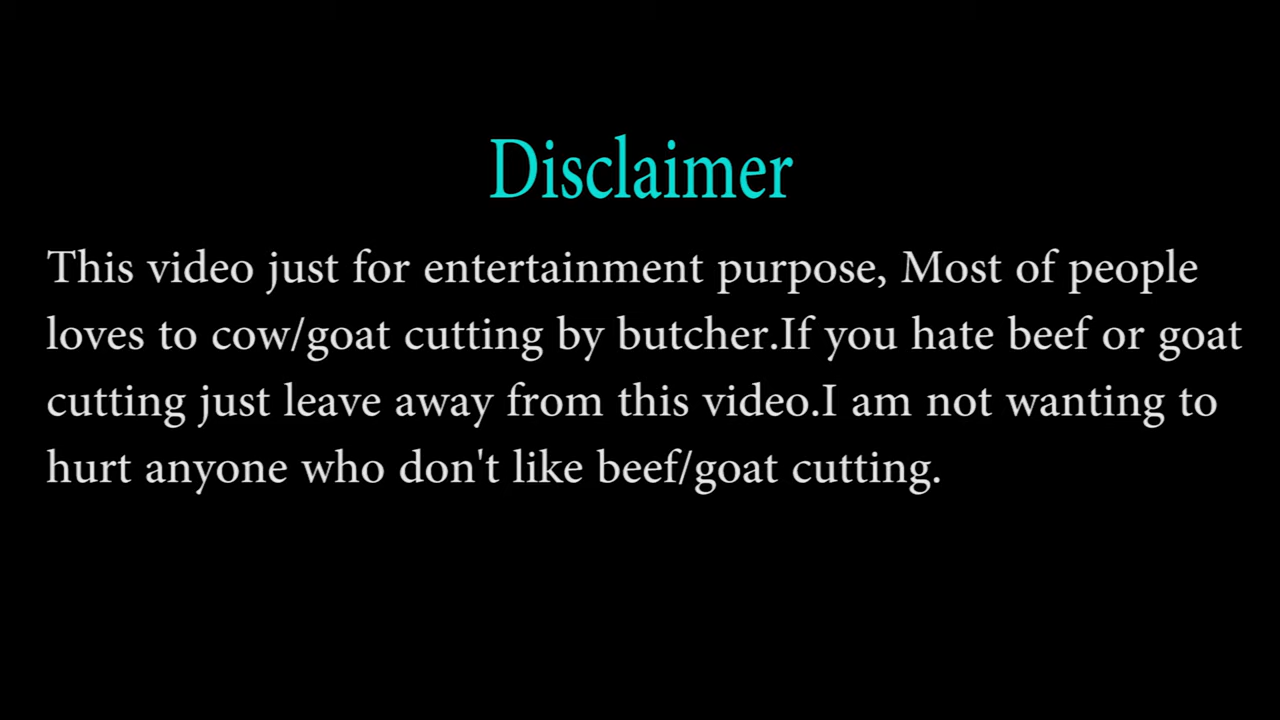 Disclaimer
This video just for entertainment purpose, Most of people
loves to cow/goat cutting by butcher.If you hate beef or goat
cutting just leave away from this video.I am not wanting to
hurt anyone who don't like beef/goat cutting.